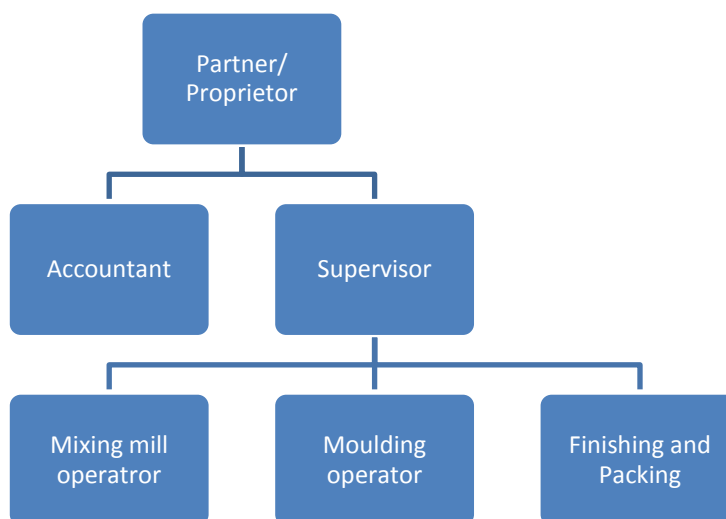 Partner/
Proprietor
Accountant
Supervisor
Mixing mill
operatror
Moulding
operator
Finishing and
Packing